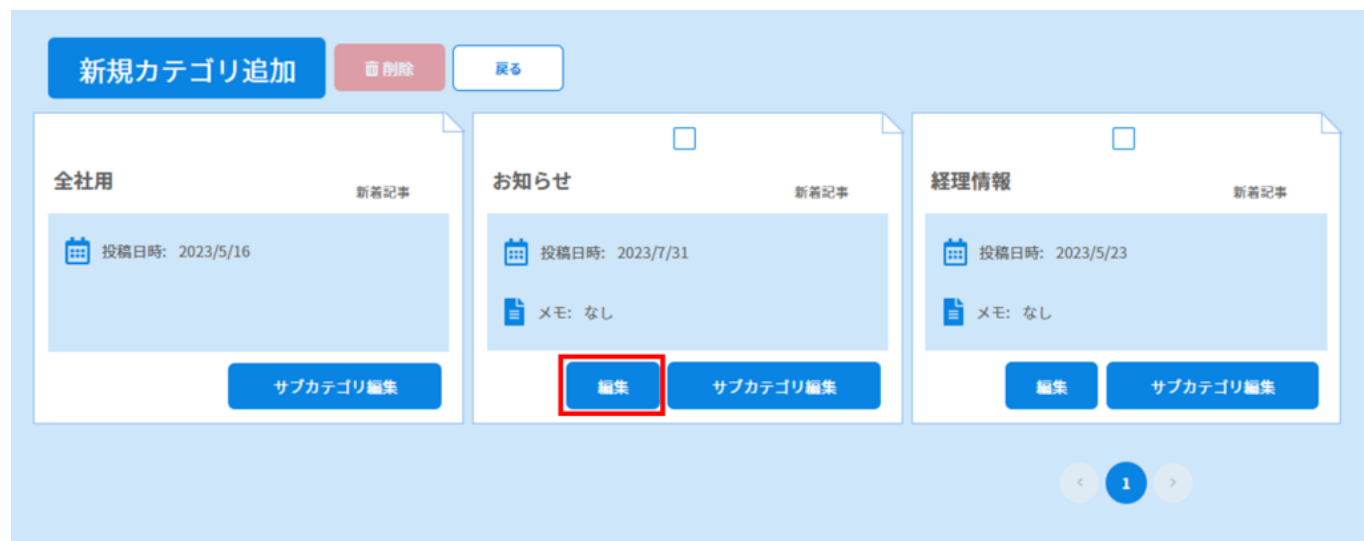 新規カテゴリ追加 削除 戻る
全社用 新着記事
投稿日時: 2023/5/16
サブカテゴリ編集
お知らせ 新着記事
投稿日時: 2023/7/31
メモ: なし
編集 サブカテゴリ編集
経理情報 新着記事
投稿日時: 2023/5/23
メモ: なし
編集 サブカテゴリ編集
1